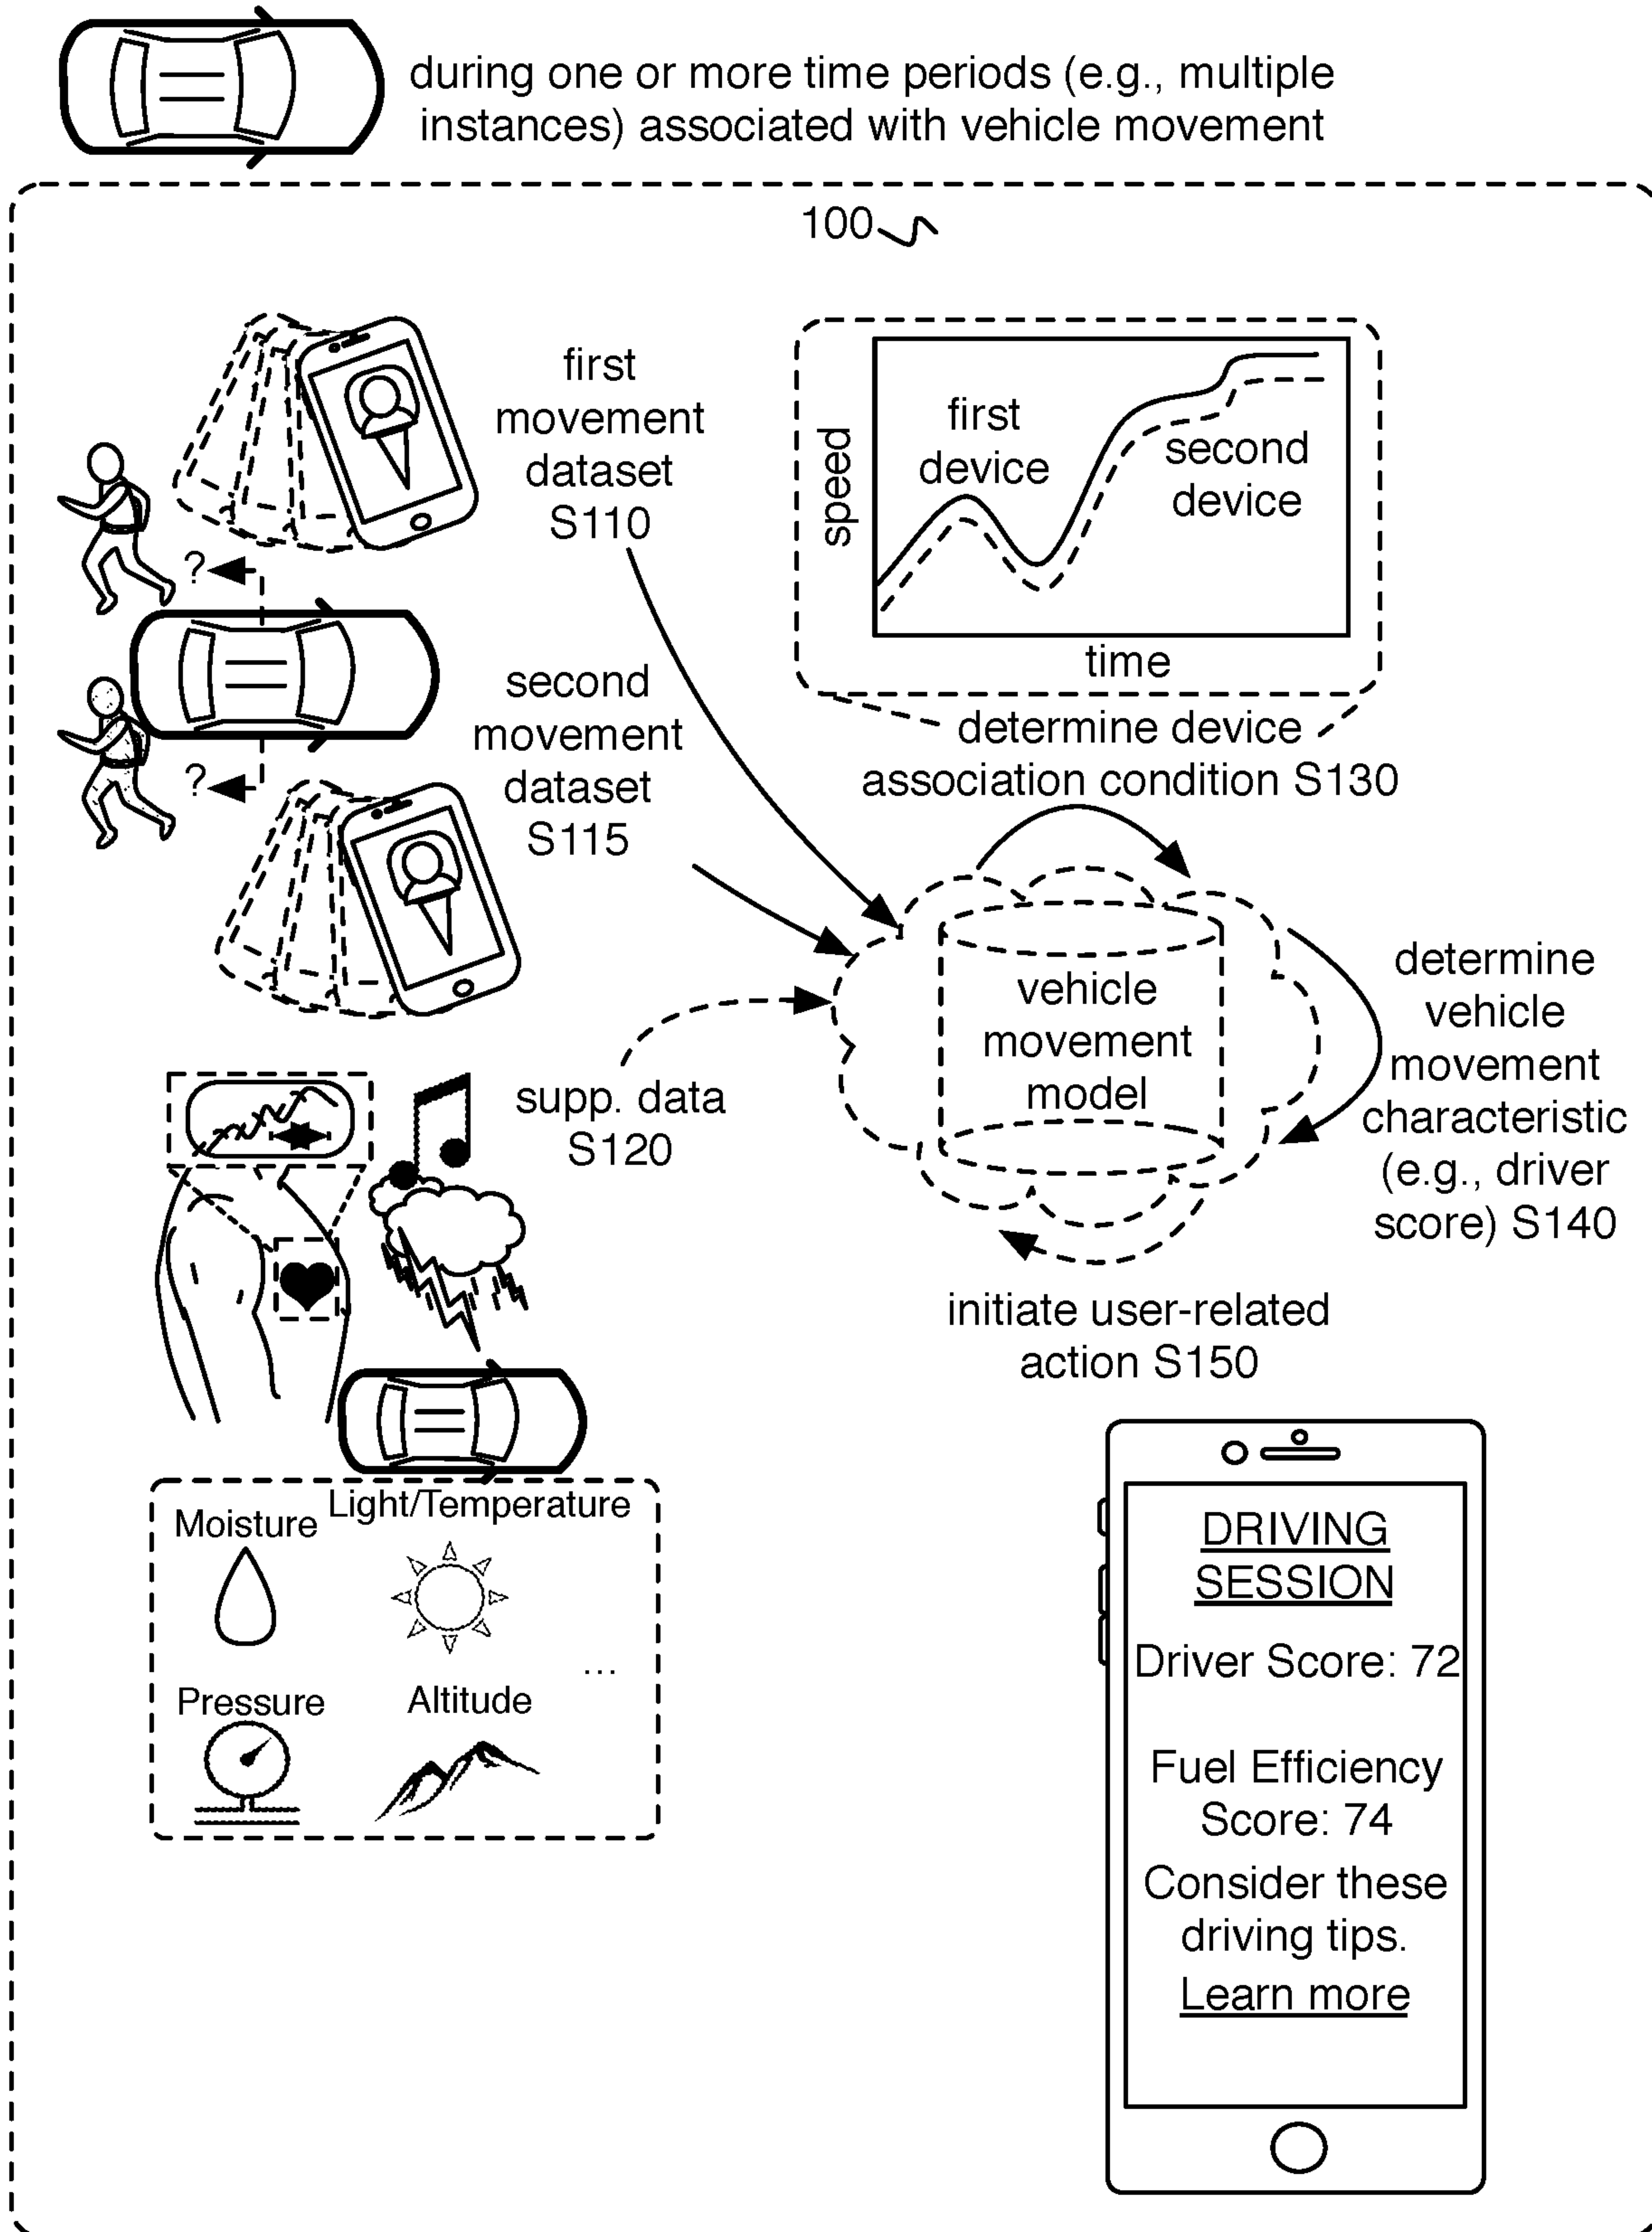 during one or more time periods (e.g., multiple
instances) associated with vehicle movement
100
first
movement
dataset
S110
?
second
movement
dataset
S115
?
speed
first
device
second
device
time
determine device
association condition S130
vehicle
movement
model
determine
vehicle
movement
characteristic
(e.g., driver
score) S140
supp. data
S120
initiate user-related
action S150
Moisture
Light/Temperature
Pressure
Altitude
...
DRIVING
SESSION
Driver Score: 72
Fuel Efficiency
Score: 74
Consider these
driving tips.
Learn more